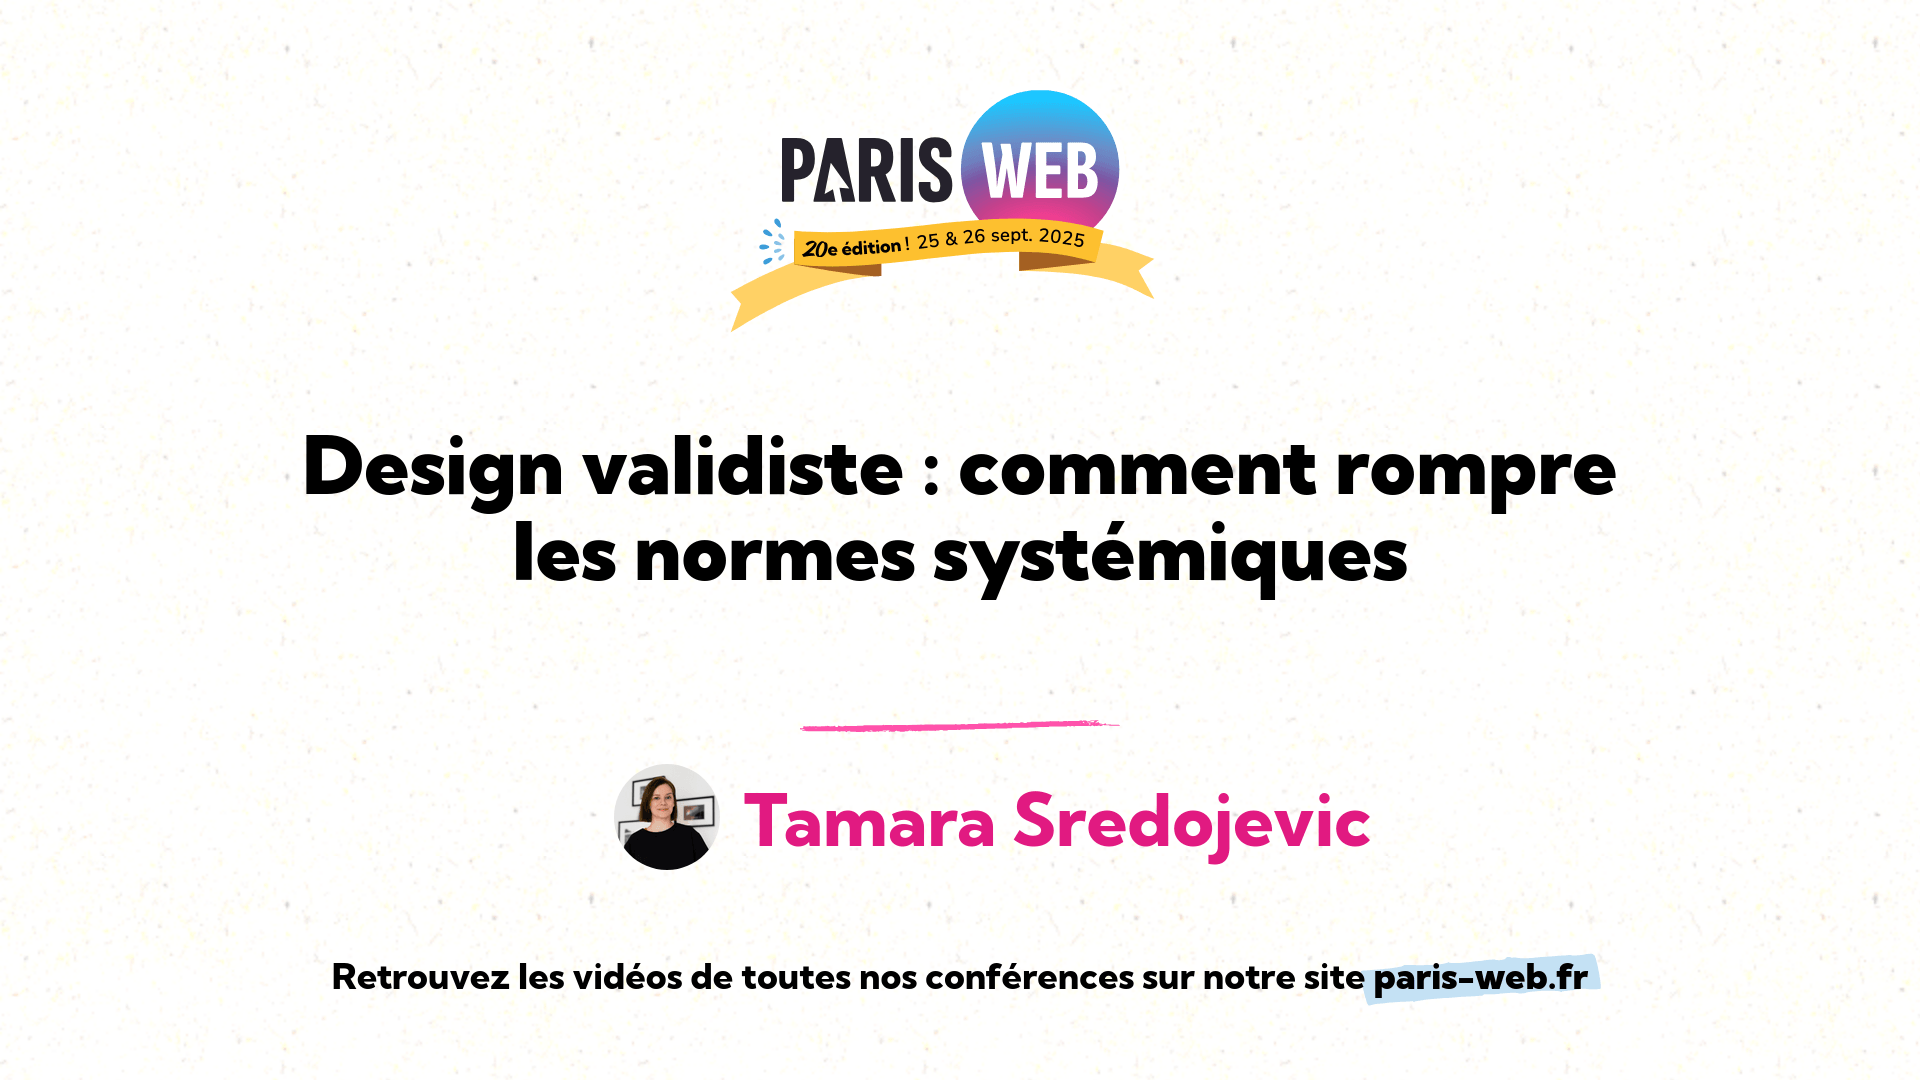 PARIS WEB
20e édition ! 25 & 26 sept. 2025
Design validiste : comment rompre
les normes systémiques
Tamara Sredojevic
Retrouvez les vidéos de toutes nos conférences sur notre site paris-web.fr